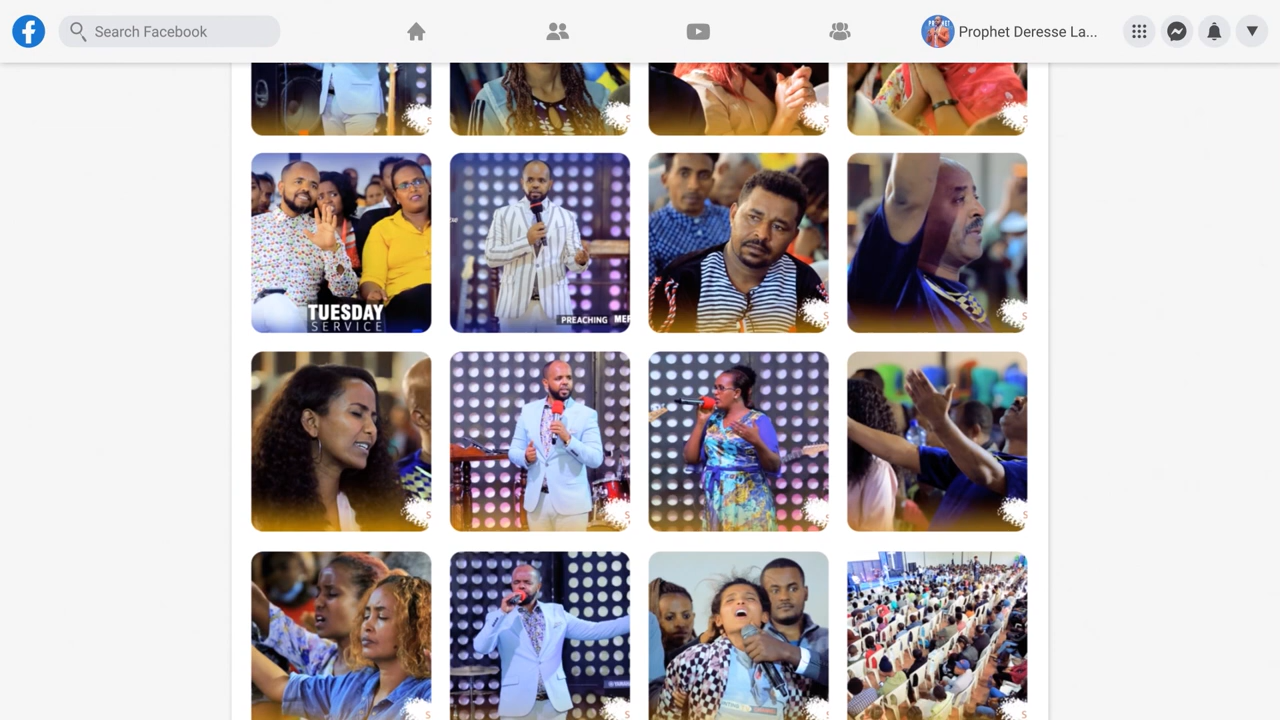 Search Facebook
Prophet Deresse La...
TUESDAY
SERVICE
PREACHING